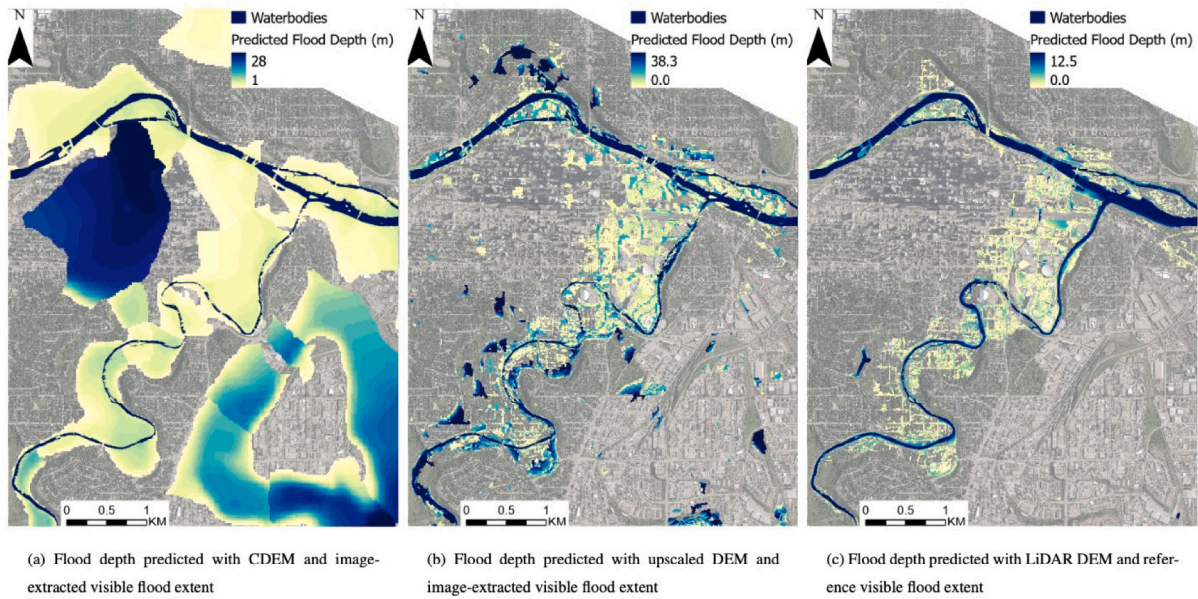 N
Waterbodies
Predicted Flood Depth (m)
28
1
0 0.5 1
KM
N
Waterbodies
Predicted Flood Depth (m)
38.3
0.0
0 0.5 1
KM
N
Waterbodies
Predicted Flood Depth (m)
12.5
0.0
0 0.5 1
KM
(a) Flood depth predicted with CDEM and image-
extracted visible flood extent
(b) Flood depth predicted with upscaled DEM and
image-extracted visible flood extent
(c) Flood depth predicted with LiDAR DEM and refer-
ence visible flood extent